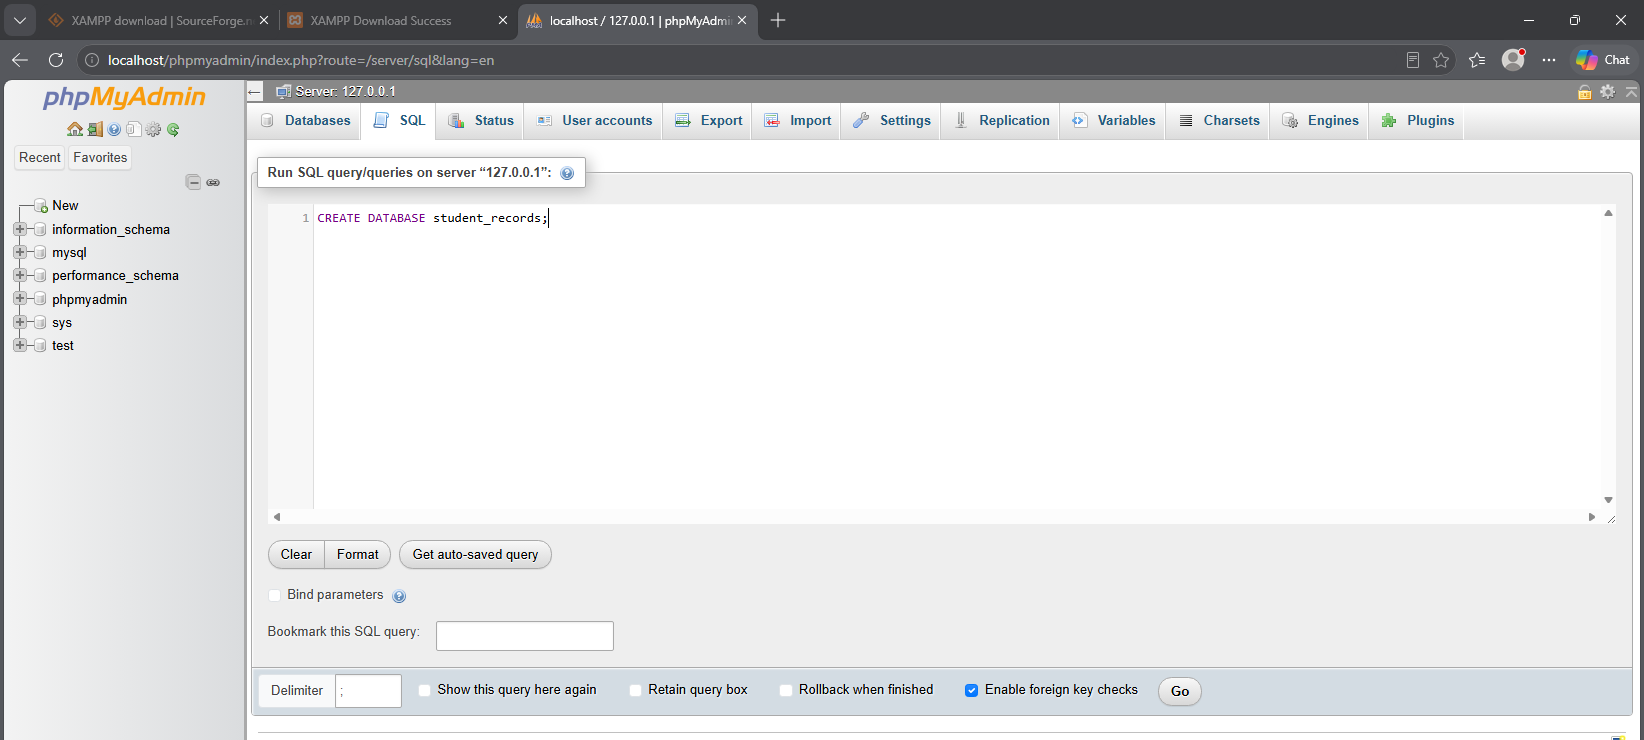 XAMPP download | SourceForge.n
XAMPP Download Success
localhost / 127.0.0.1 | phpMyAdmi
localhost/phpmyadmin/index.php?route=/server/sql&lang=en
Chat
phpMyAdmin
Recent
Favorites
New
information_schema
mysql
performance_schema
phpmyadmin
sys
test
Server: 127.0.0.1
Databases
SQL
Status
User accounts
Export
Import
Settings
Replication
Variables
Charsets
Engines
Plugins
Run SQL query/queries on server “127.0.0.1”:
1 CREATE DATABASE student_records;
Clear
Format
Get auto-saved query
Bind parameters
Bookmark this SQL query:
Delimiter ;
Show this query here again
Retain query box
Rollback when finished
Enable foreign key checks
Go